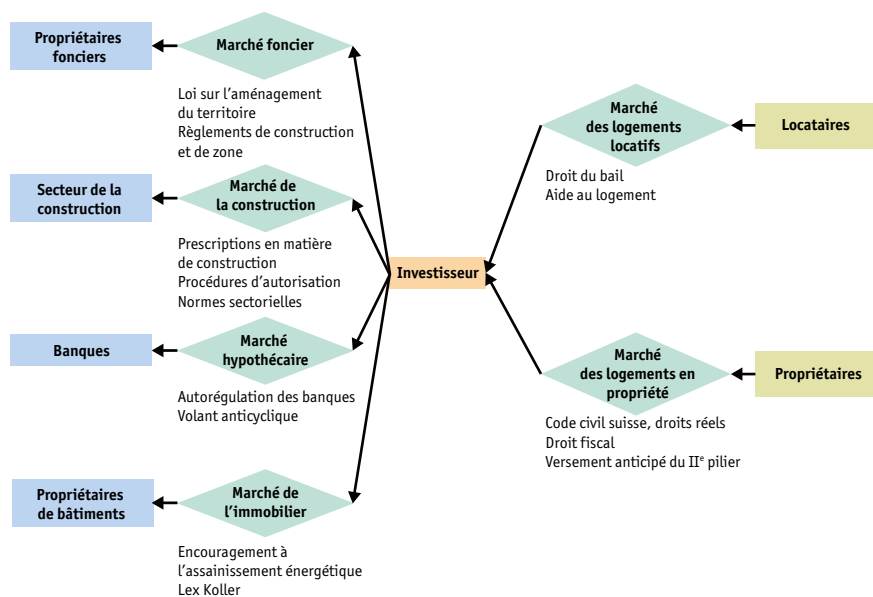 Propriétaires
fonciers
Marché foncier
Loi sur l’aménagement
du territoire
Règlements de construction
et de zone
Secteur de la
construction
Marché de
la construction
Prescriptions en matière
de construction
Procédures d’autorisation
Normes sectorielles
Banques
Marché
hypothécaire
Autorégulation des banques
Volant anticyclique
Propriétaires
de bâtiments
Marché de
l’immobilier
Encouragement à
l’assainissement énergétique
Lex Koller
Investisseur
Marché
des logements
locatifs
Locataires
Droit du bail
Aide au logement
Marché
des logements en
propriété
Propriétaires
Code civil suisse, droits réels
Droit fiscal
Versement anticipé du IIe pilier